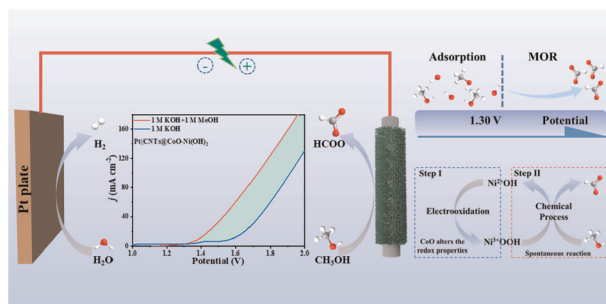 Pt plate
H₂
H₂O
160
120
80
40
0
j (mA cm⁻²)
1 M KOH+1 M MeOH
1 M KOH
Pt@CNTs@CoO-Ni(OH)₂
1.0
1.2
1.4
1.6
1.8
2.0
Potential (V)
-
+
HCOO
CH₃OH
Adsorption
MOR
1.30 V
Potential
Step I
Ni²⁺OH
Electrooxidation
Ni³⁺OOH
CoO alters the
redox properties
Step II
Chemical
Process
Spontaneous reaction